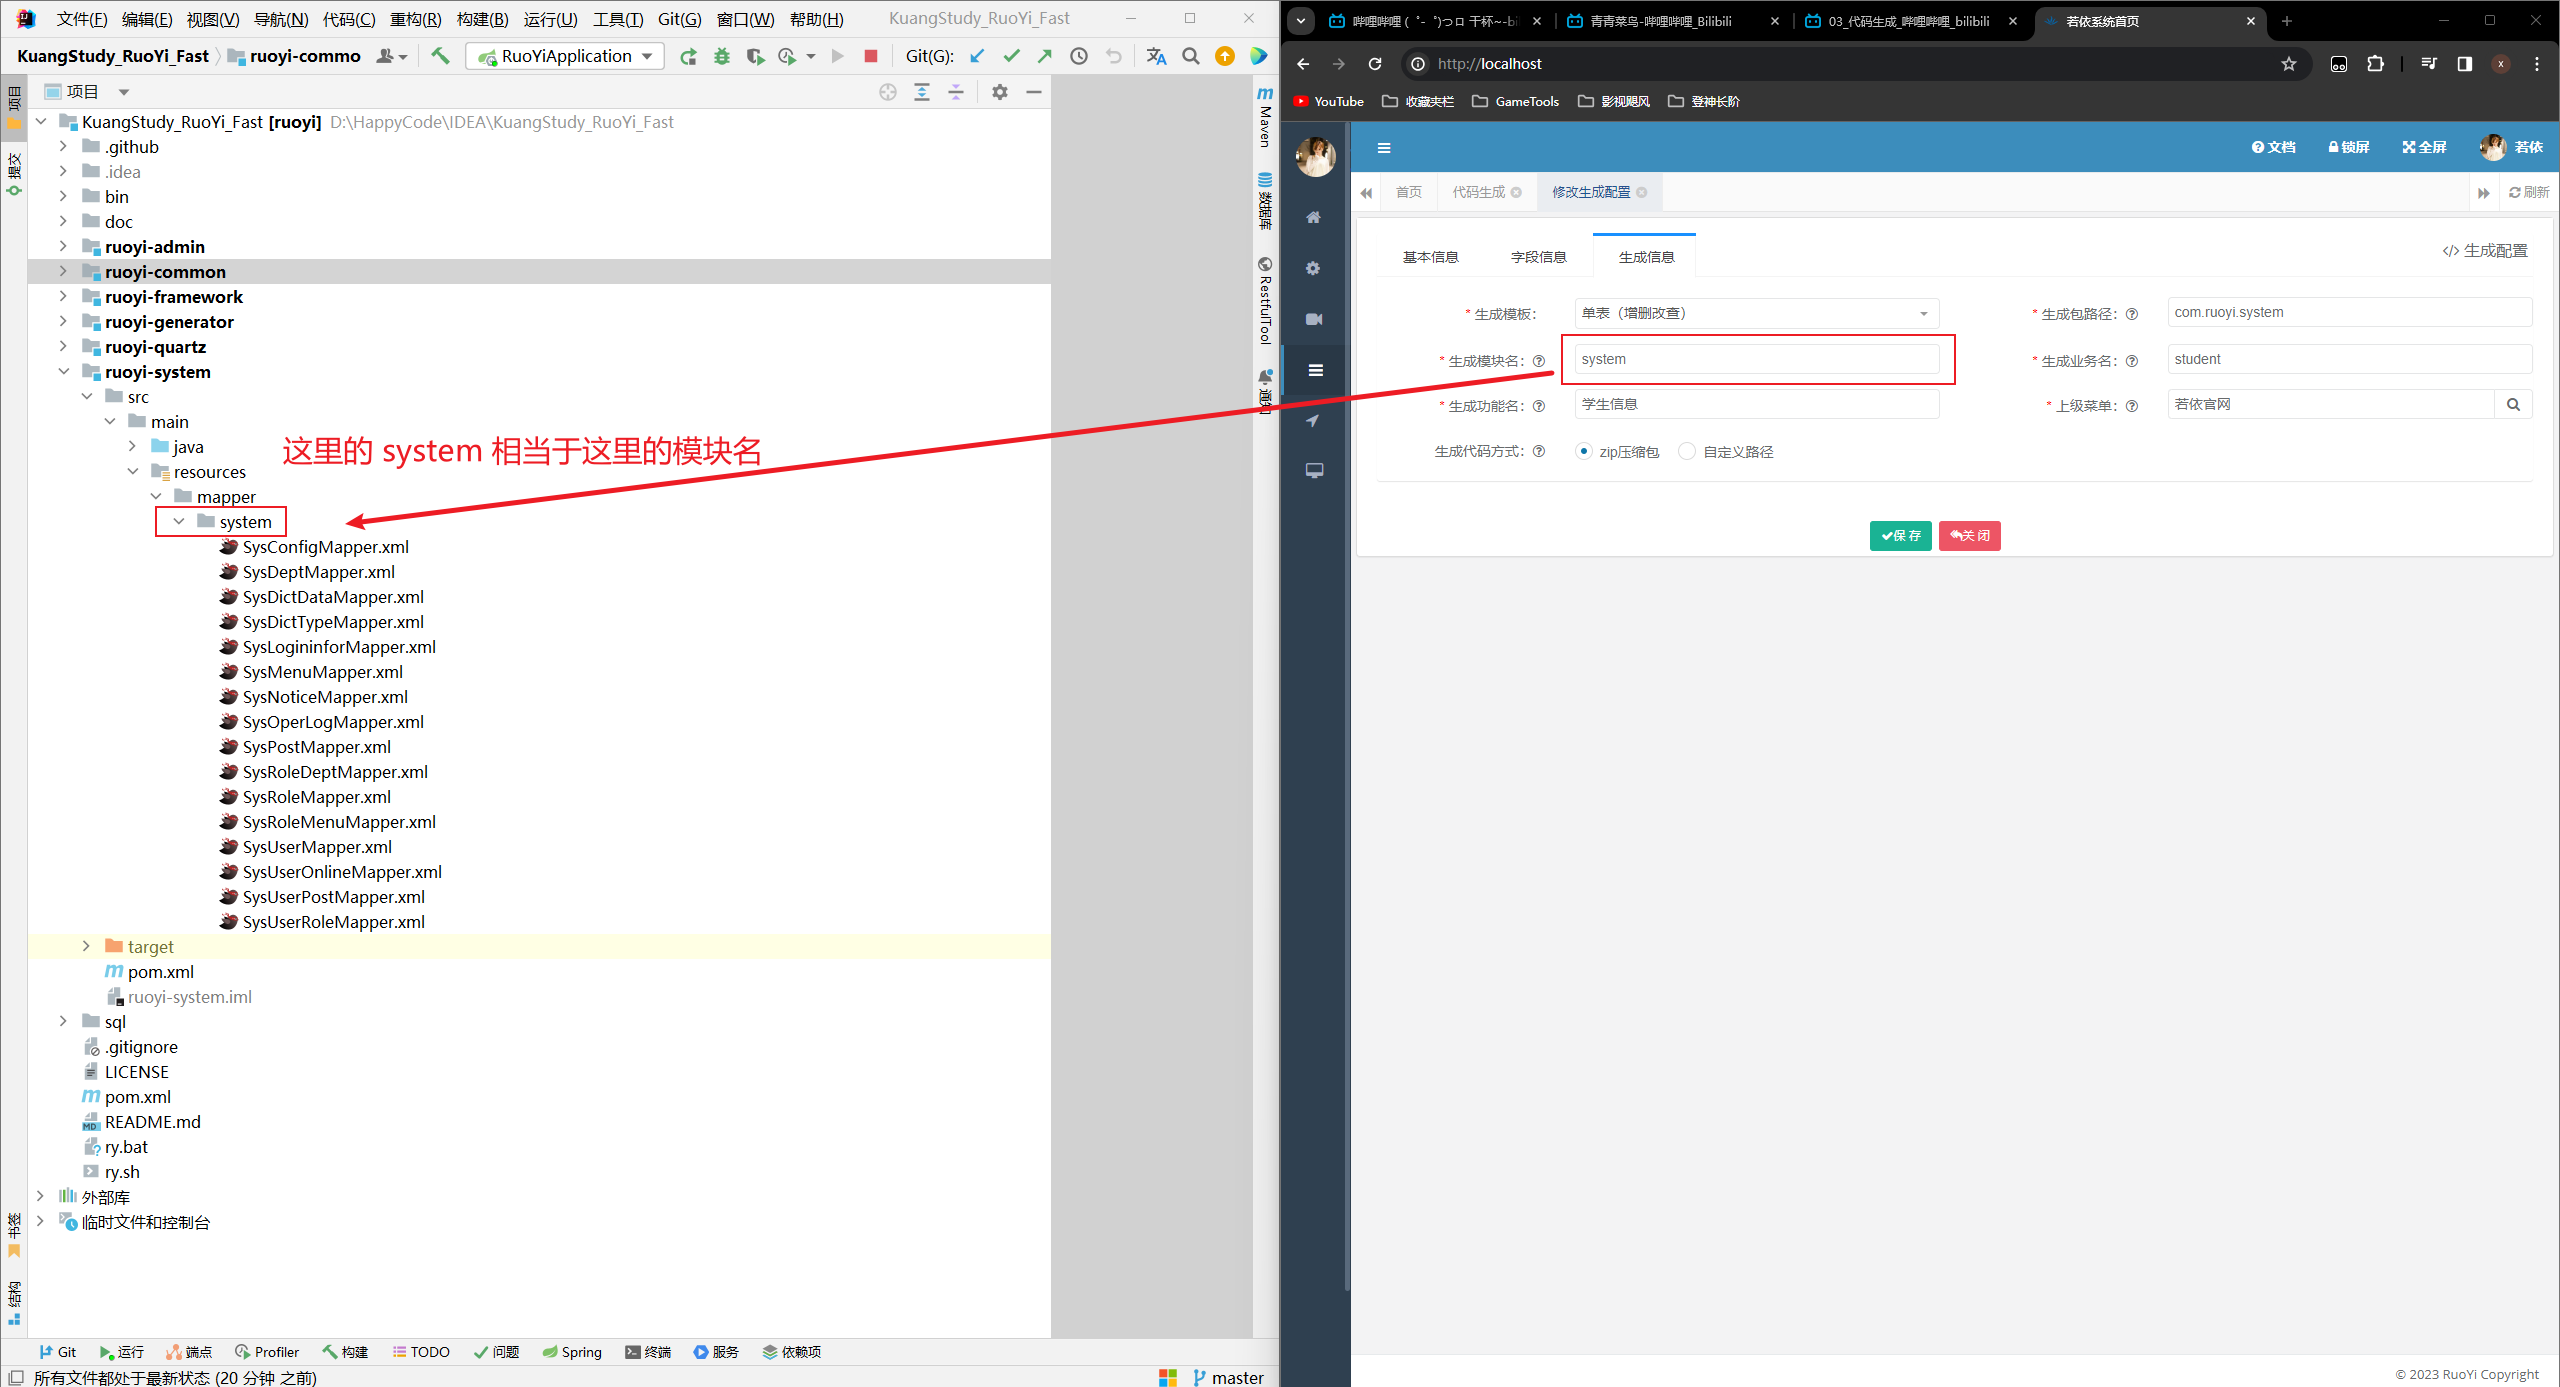 文件(F) 编辑(E) 视图(V) 导航(N) 代码(C) 重构(R) 构建(B) 运行(U) 工具(T) Git(G) 窗口(W) 帮助(H) KuangStudy_RuoYi_Fast
KuangStudy_RuoYi_Fast ruoyi-commo RuoYiApplication Git(G):
项目
项目
提交
KuangStudy_RuoYi_Fast [ruoyi] D:\HappyCode\IDEA\KuangStudy_RuoYi_Fast
.github
.idea
bin
doc
ruoyi-admin
ruoyi-common
ruoyi-framework
ruoyi-generator
ruoyi-quartz
ruoyi-system
src
main
java
resources
mapper
system
SysConfigMapper.xml
SysDeptMapper.xml
SysDictDataMapper.xml
SysDictTypeMapper.xml
SysLogininforMapper.xml
SysMenuMapper.xml
SysNoticeMapper.xml
SysOperLogMapper.xml
SysPostMapper.xml
SysRoleDeptMapper.xml
SysRoleMapper.xml
SysRoleMenuMapper.xml
SysUserMapper.xml
SysUserOnlineMapper.xml
SysUserPostMapper.xml
SysUserRoleMapper.xml
target
pom.xml
ruoyi-system.iml
sql
.gitignore
LICENSE
pom.xml
README.md
ry.bat
ry.sh
外部库
临时文件和控制台
这里的 system 相当于这里的模块名
书签
结构
Maven
数据库
RestfulTool
通知
Git 运行 端点 Profiler 构建 TODO 问题 Spring 终端 服务 依赖项
所有文件都处于最新状态 (20 分钟 之前) master
哔哩哔哩 (゜-゜)つロ 干杯~-bi 青青菜鸟-哔哩哔哩_Bilibili 03_代码生成_哔哩哔哩_bilibili 若依系统首页
http://localhost
YouTube 收藏夹栏 GameTools 影视飓风 登神长阶
文档 锁屏 全屏 若依
首页 代码生成 修改生成配置 刷新
基本信息 字段信息 生成信息 </> 生成配置
* 生成模板: 单表（增删改查） * 生成包路径: com.ruoyi.system
* 生成模块名: system * 生成业务名: student
* 生成功能名: 学生信息 * 上级菜单: 若依官网
生成代码方式: zip压缩包 自定义路径
保 存 关 闭
© 2023 RuoYi Copyright